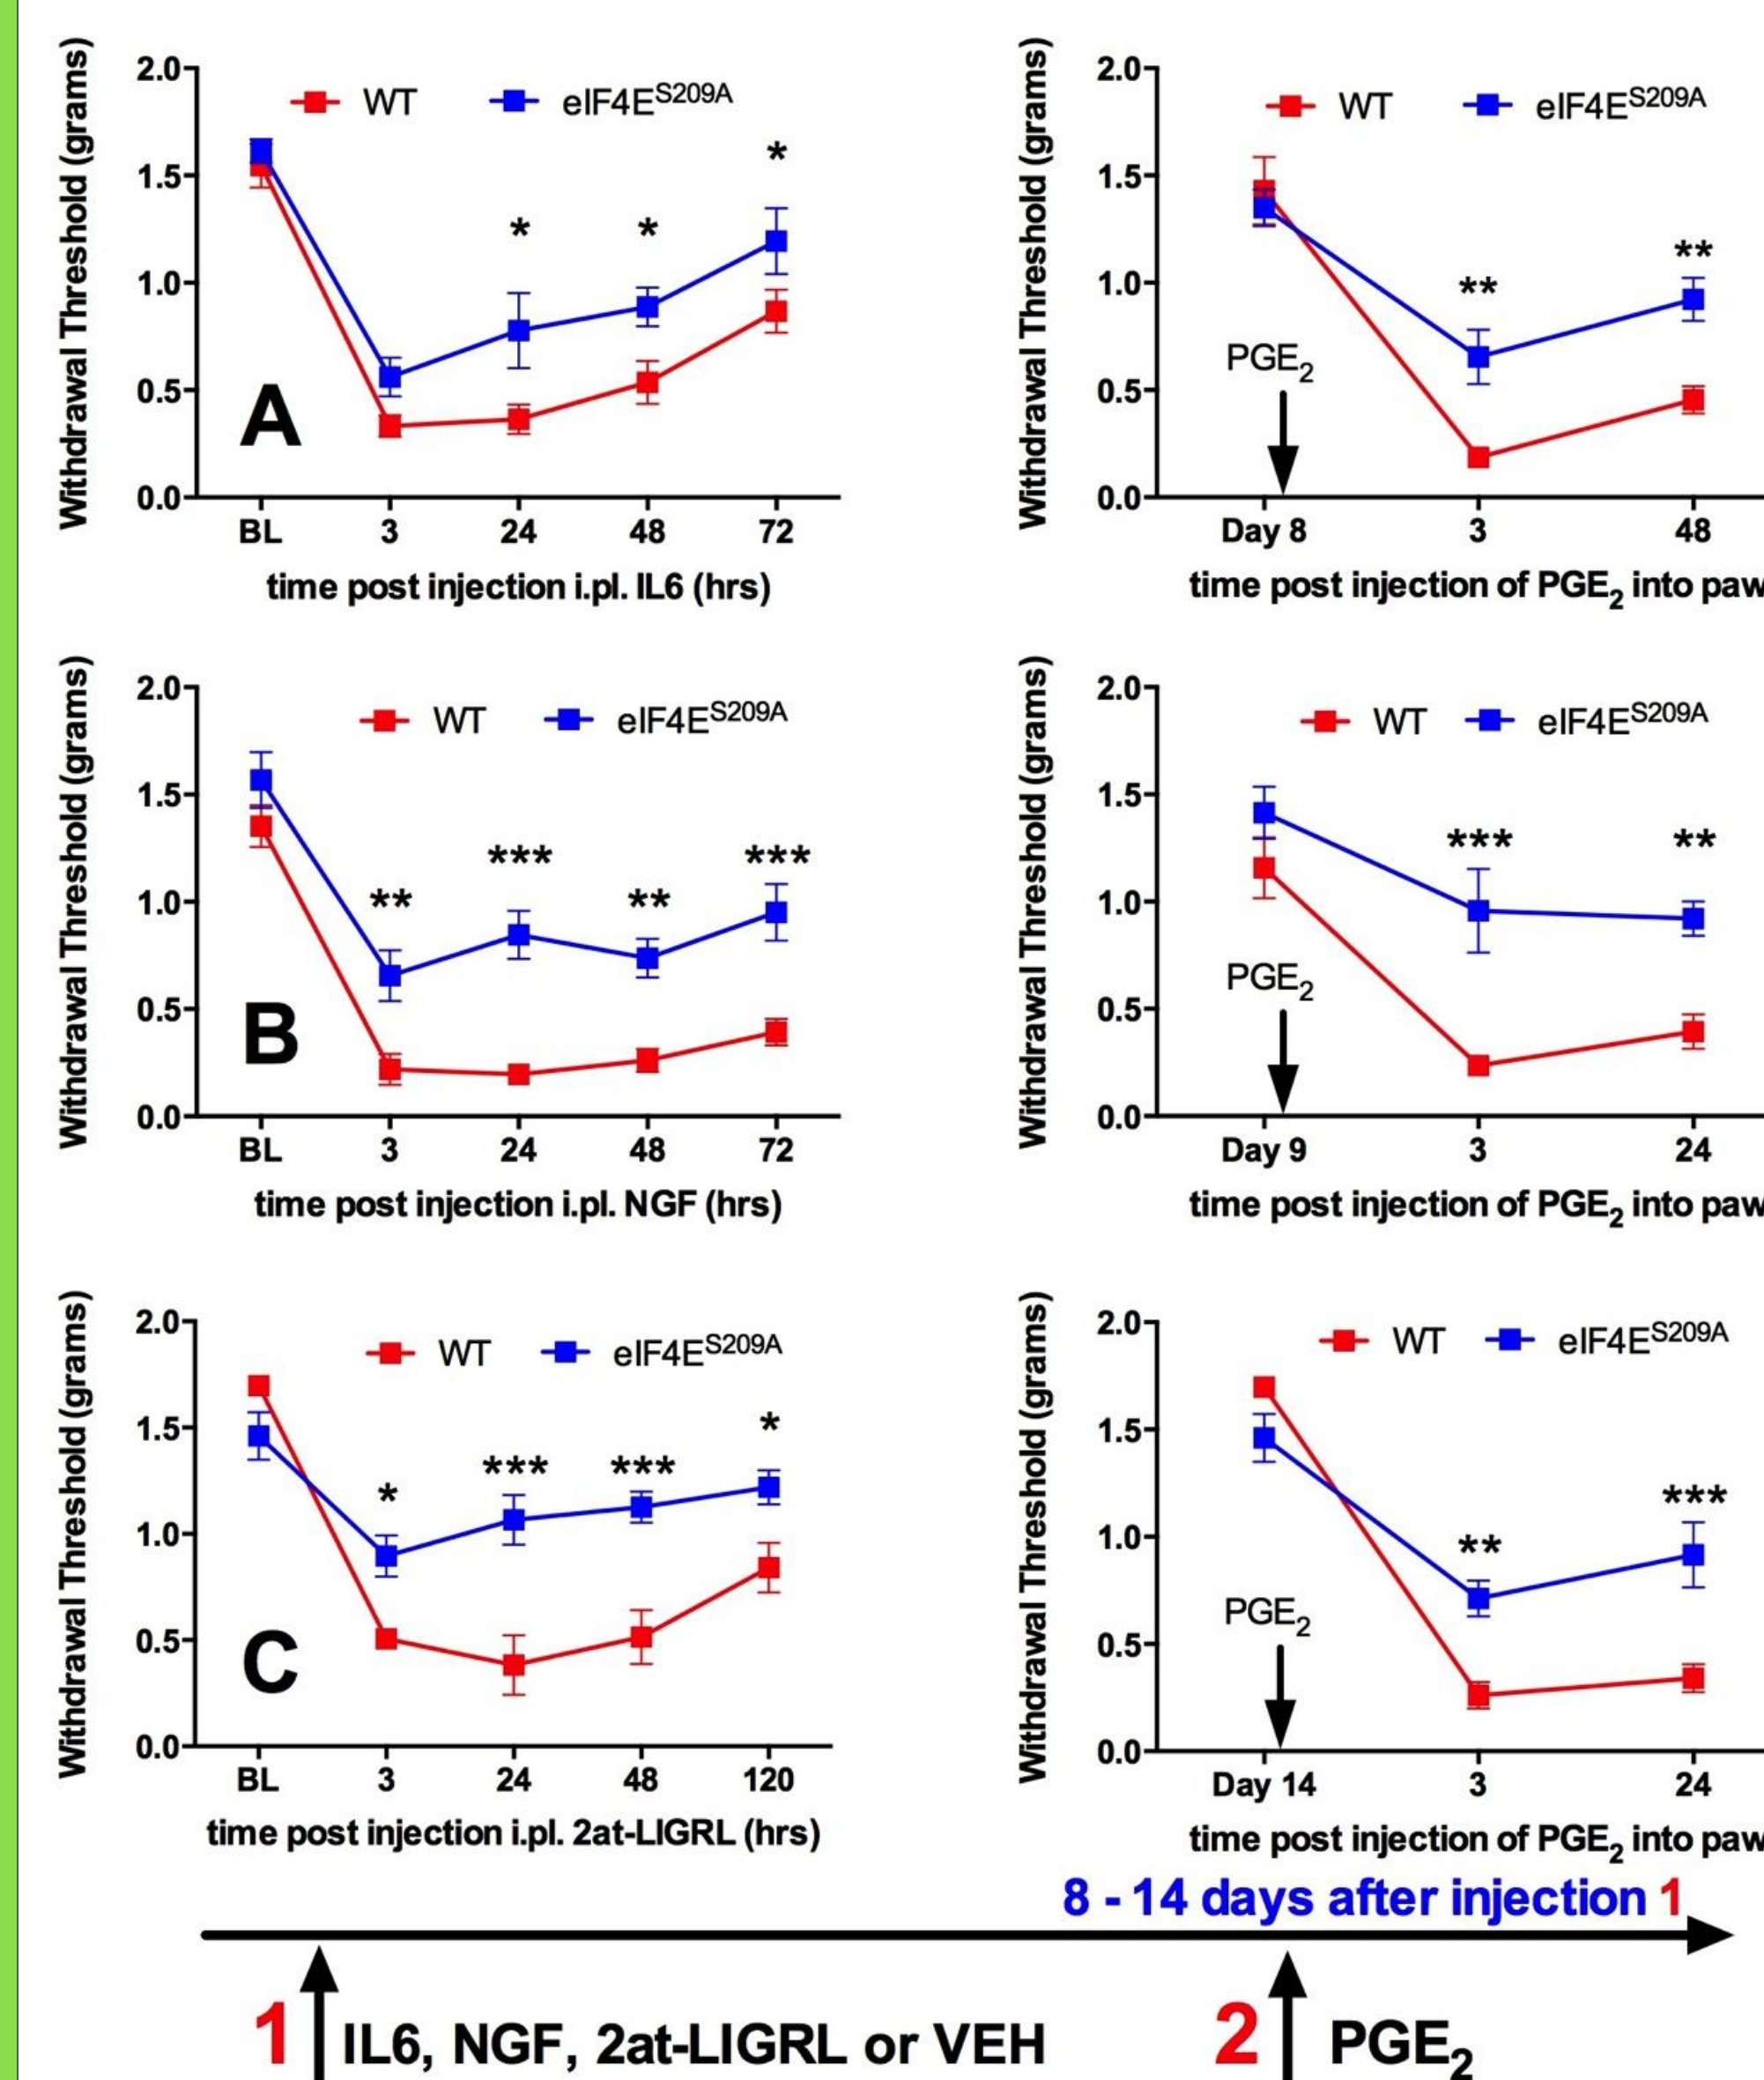 Withdrawal Threshold (grams)
2.0
1.5
1.0
0.5
0.0
WT
eIF4E^S209A
*
*
*
A
BL 3 24 48 72
time post injection i.pl. IL6 (hrs)
Withdrawal Threshold (grams)
2.0
1.5
1.0
0.5
0.0
WT
eIF4E^S209A
**
**
PGE₂
Day 8 3 48
time post injection of PGE₂ into paw
Withdrawal Threshold (grams)
2.0
1.5
1.0
0.5
0.0
WT
eIF4E^S209A
**
***
**
***
B
BL 3 24 48 72
time post injection i.pl. NGF (hrs)
Withdrawal Threshold (grams)
2.0
1.5
1.0
0.5
0.0
WT
eIF4E^S209A
***
**
PGE₂
Day 9 3 24
time post injection of PGE₂ into paw
Withdrawal Threshold (grams)
2.0
1.5
1.0
0.5
0.0
WT
eIF4E^S209A
*
***
***
*
C
BL 3 24 48 120
time post injection i.pl. 2at-LIGRL (hrs)
Withdrawal Threshold (grams)
2.0
1.5
1.0
0.5
0.0
WT
eIF4E^S209A
**
***
PGE₂
Day 14 3 24
time post injection of PGE₂ into paw
8 - 14 days after injection 1
1 IL6, NGF, 2at-LIGRL or VEH
2 PGE₂